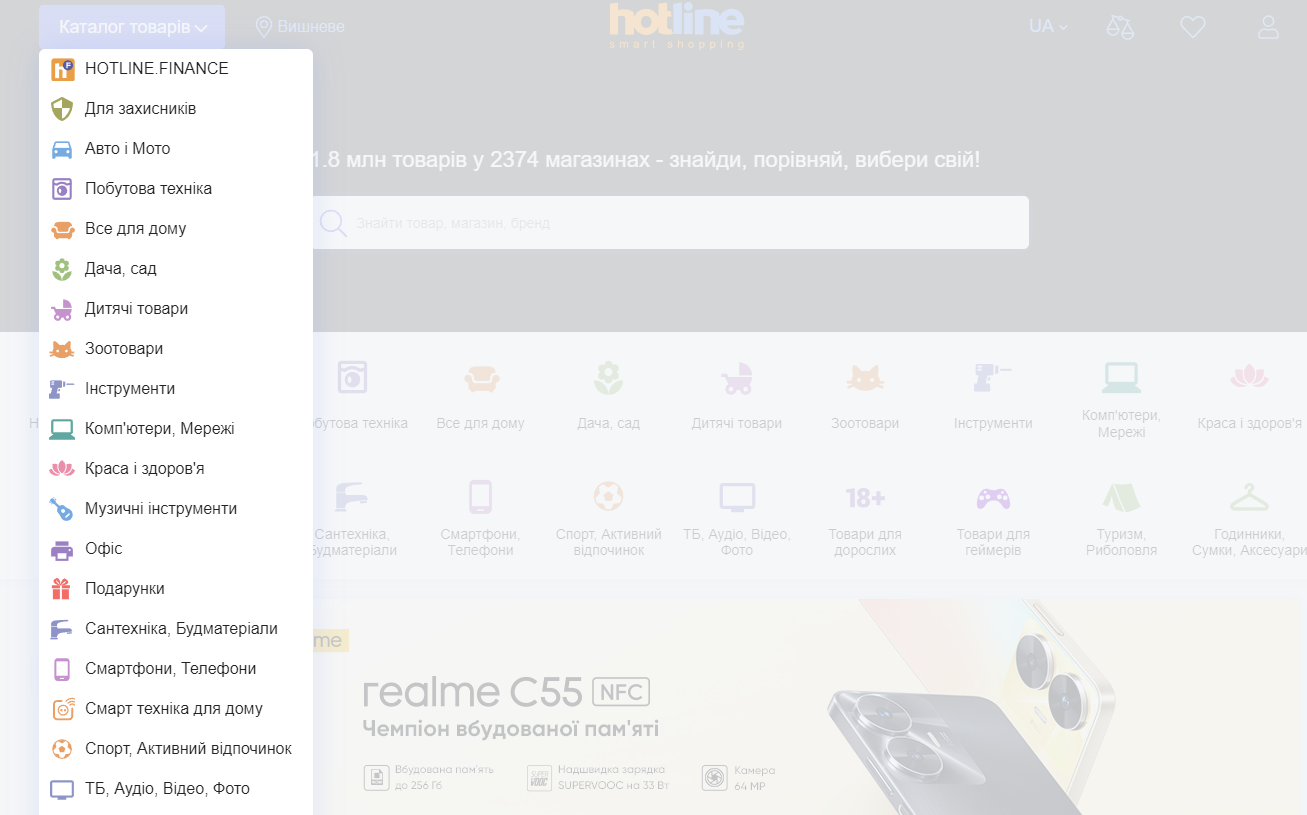 Каталог товарів
Вишневе
hotline
smart shopping
UA
HOTLINE.FINANCE
Для захисників
Авто і Мото
Побутова техніка
Все для дому
Дача, сад
Дитячі товари
Зоотовари
Інструменти
Комп'ютери, Мережі
Краса і здоров'я
Музичні інструменти
Офіс
Подарунки
Сантехніка, Будматеріали
Смартфони, Телефони
Смарт техніка для дому
Спорт, Активний відпочинок
ТБ, Аудіо, Відео, Фото
1.8 млн товарів у 2374 магазинах - знайди, порівняй, вибери свій!
Знайти товар, магазин, бренд
Н
обутова техніка
Все для дому
Дача, сад
Дитячі товари
Зоотовари
Інструменти
Комп'ютери,
Мережі
Краса і здоров'я
Сантехніка,
Будматеріали
Смартфони,
Телефони
Спорт, Активний
відпочинок
ТБ, Аудіо, Відео,
Фото
18+
Товари для
дорослих
Товари для
геймерів
Туризм,
Риболовля
Годинники,
Сумки, Аксесуари
me
realme C55 NFC
Чемпіон вбудованої пам'яті
Вбудована пам'ять
до 256 Гб
SUPER
VOOC
Надшвидка зарядка
SUPERVOOC на 33 Вт
Камера
64 MP